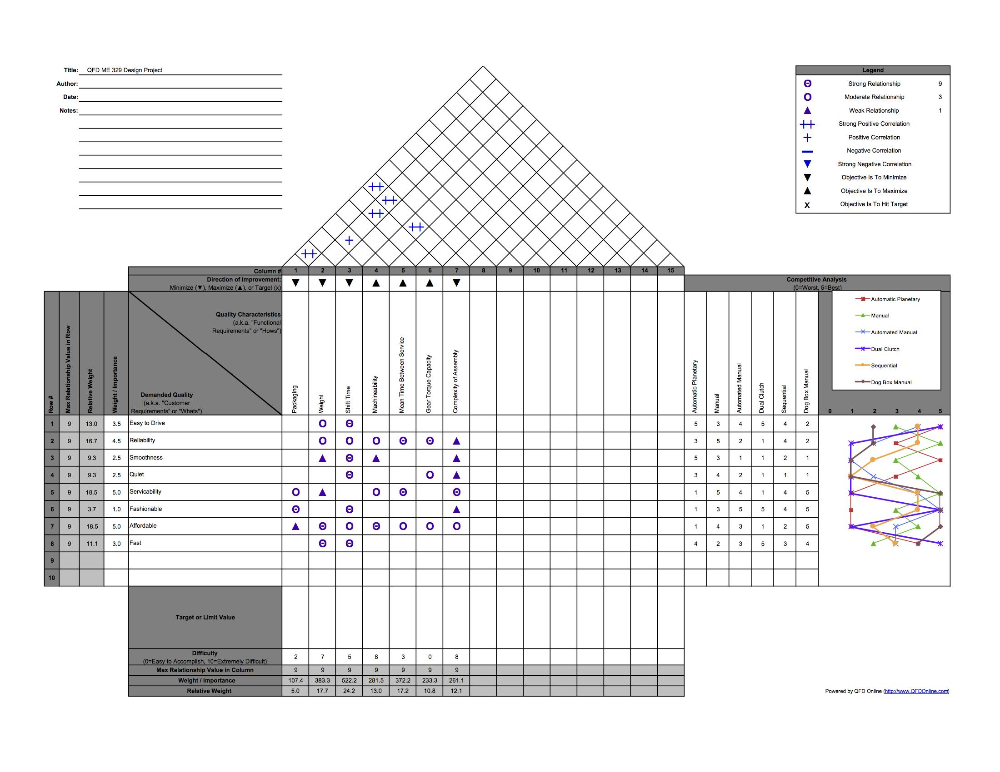 Title: QFD ME 329 Design Project
Author:
Date:
Notes:
Legend
Θ Strong Relationship 9
Ο Moderate Relationship 3
▲ Weak Relationship 1
┼┼ Strong Positive Correlation
┼ Positive Correlation
▬ Negative Correlation
▼ Strong Negative Correlation
▼ Objective Is To Minimize
▲ Objective Is To Maximize
x Objective Is To Hit Target
┼┼
┼┼
┼┼
┼┼
┼
┼┼
Column # 1 2 3 4 5 6 7 8 9 10 11 12 13 14 15
Direction of Improvement:
Minimize (▼), Maximize (▲), or Target (x) ▼ ▼ ▼ ▲ ▲ ▲ ▼
Competitive Analysis
(0=Worst, 5=Best)
Row #
Max Relationship Value in Row
Relative Weight
Weight / Importance
Quality Characteristics
(a.k.a. "Functional
Requirements" or "Hows")
Demanded Quality
(a.k.a. "Customer
Requirements" or "Whats")
Packaging
Weighl
Shift Time
Machineability
Mean Time Between Service
Gear Torque Capacity
Complexity of Assembly
Automatic Planetary
Manual
Automated Manual
Dual Clutch
Sequential
Dog Box Manual
Automatic Planetary
Manual
Automated Manual
Dual Clutch
Sequential
Dog Box Manual
0 1 2 3 4 5
1 9 13.0 3.5 Easy to Drive Ο Θ 5 3 4 5 4 2
2 9 16.7 4.5 Reliability Ο Ο Ο Θ Θ ▲ 3 5 2 1 4 2
3 9 9.3 2.5 Smoothness ▲ Θ ▲ ▲ 5 3 1 1 2 1
4 9 9.3 2.5 Quiet Θ Ο ▲ 3 4 2 1 1 1
5 9 18.5 5.0 Servicability Ο ▲ Ο Θ Θ 1 5 4 1 4 5
6 9 3.7 1.0 Fashionable Θ Θ ▲ 1 3 5 5 4 5
7 9 18.5 5.0 Affordable ▲ Θ Ο Θ Ο Ο Ο 1 4 3 1 2 5
8 9 11.1 3.0 Fast Θ Θ 4 2 3 5 3 4
9
10
Target or Limit Value
Difficulty
(0=Easy to Accomplish, 10=Extremely Difficult) 2 7 5 8 3 0 8
Max Relationship Value in Column 9 9 9 9 9 9 9
Weight / Importance 107.4 383.3 522.2 281.5 372.2 233.3 261.1
Relative Weight 5.0 17.7 24.2 13.0 17.2 10.8 12.1
Powered by QFD Online (http://www.QFDOnline.com)